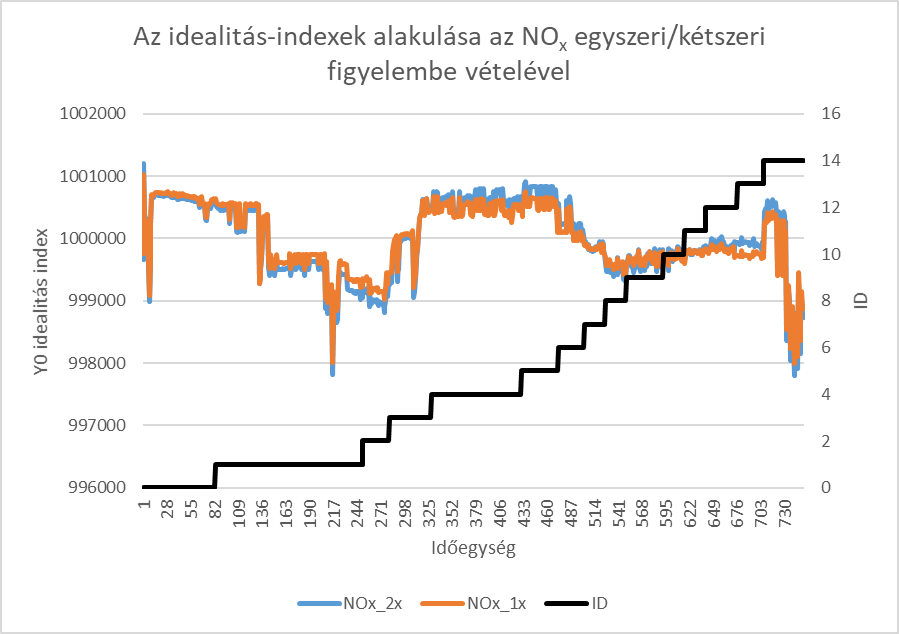 Az idealitás-indexek alakulása az NOx egyszeri/kétszeri
figyelembe vételével
Y0 idealitás index
1002000
1001000
1000000
999000
998000
997000
996000
16
14
12
10
8
6
4
2
0
ID
1 28 55 82 109 136 163 190 217 244 271 298 325 352 379 406 433 460 487 514 541 568 595 622 649 676 703 730
Időegység
NOx_2x NOx_1x ID